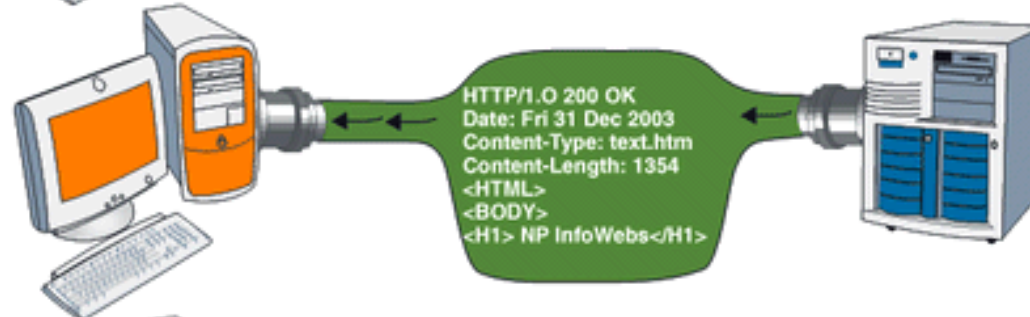 HTTP/1.O 200 OK
Date: Fri 31 Dec 2003
Content-Type: text.htm
Content-Length: 1354
<HTML>
<BODY>
<H1> NP InfoWebs</H1>